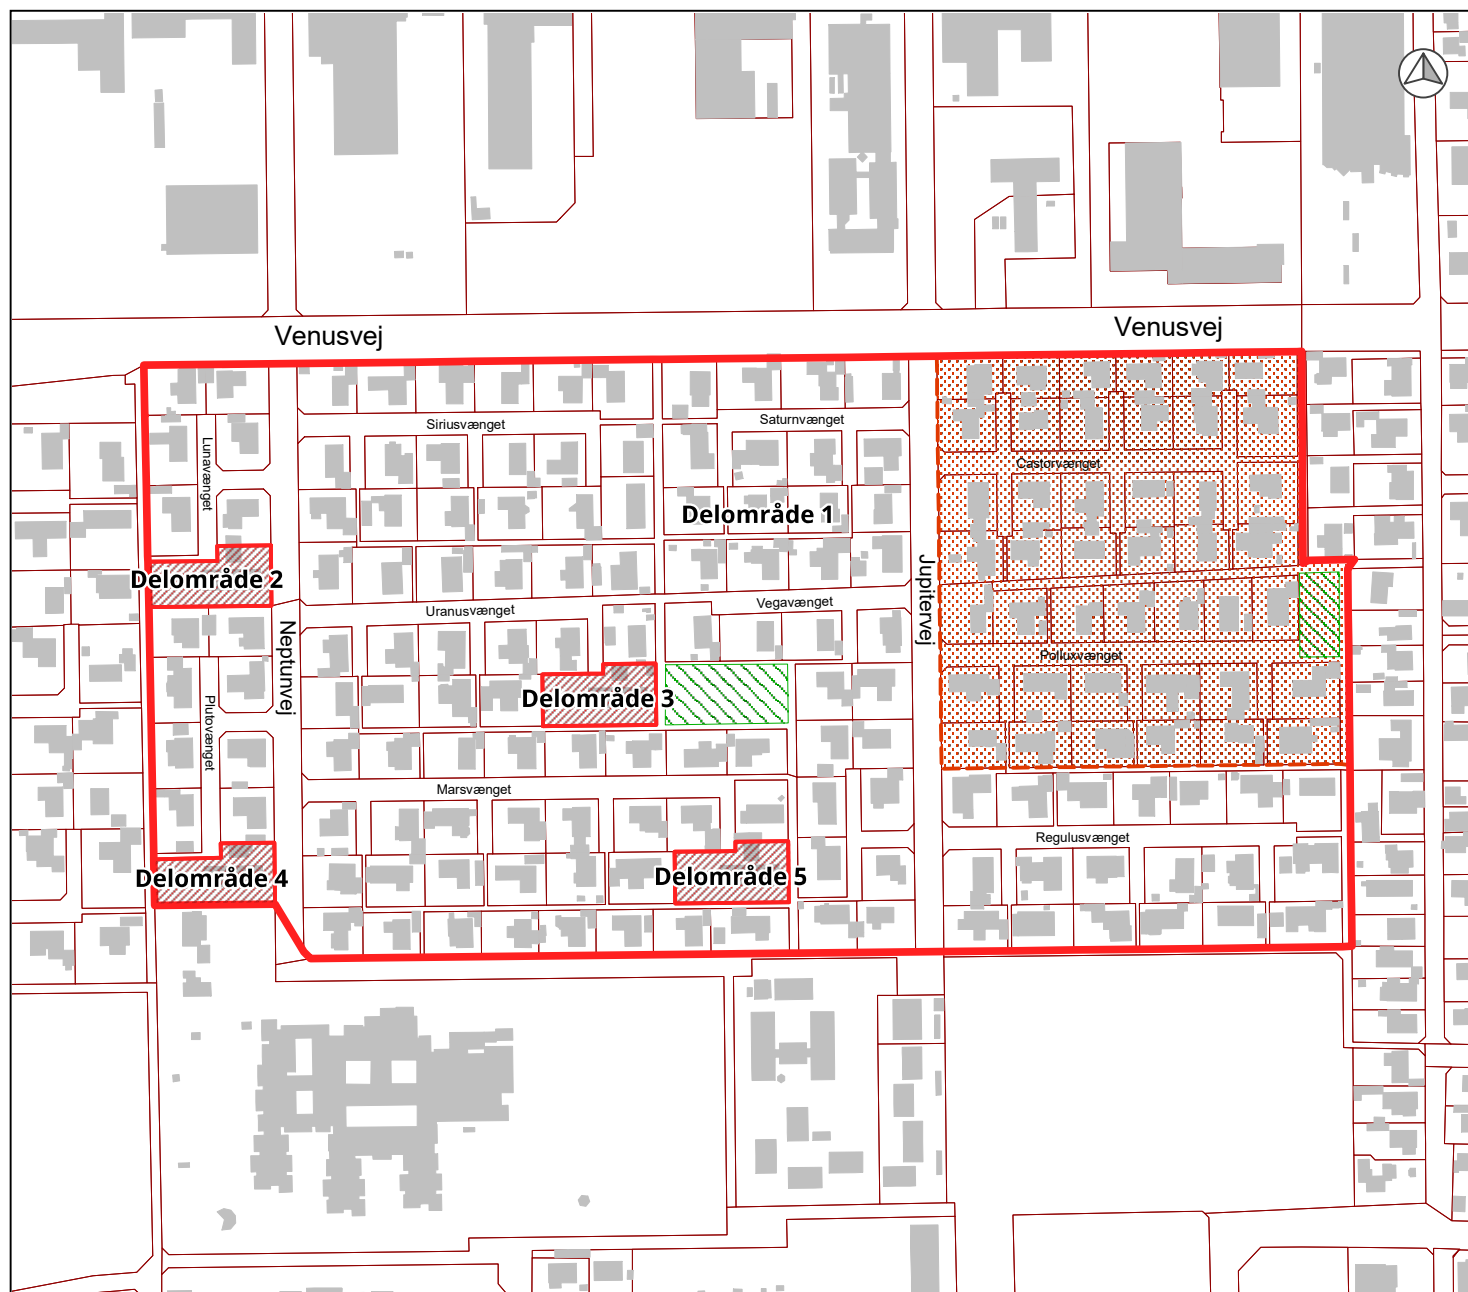 Venusvej
Venusvej
Siriusvænget
Saturnvænget
Lunavænget
Castorvænget
Delområde 1
Jupitervej
Delområde 2
Uranusvænget
Vegavænget
Neptunvej
Polluxvænget
Delområde 3
Plutovænget
Marsvænget
Regulusvænget
Delområde 4
Delområde 5